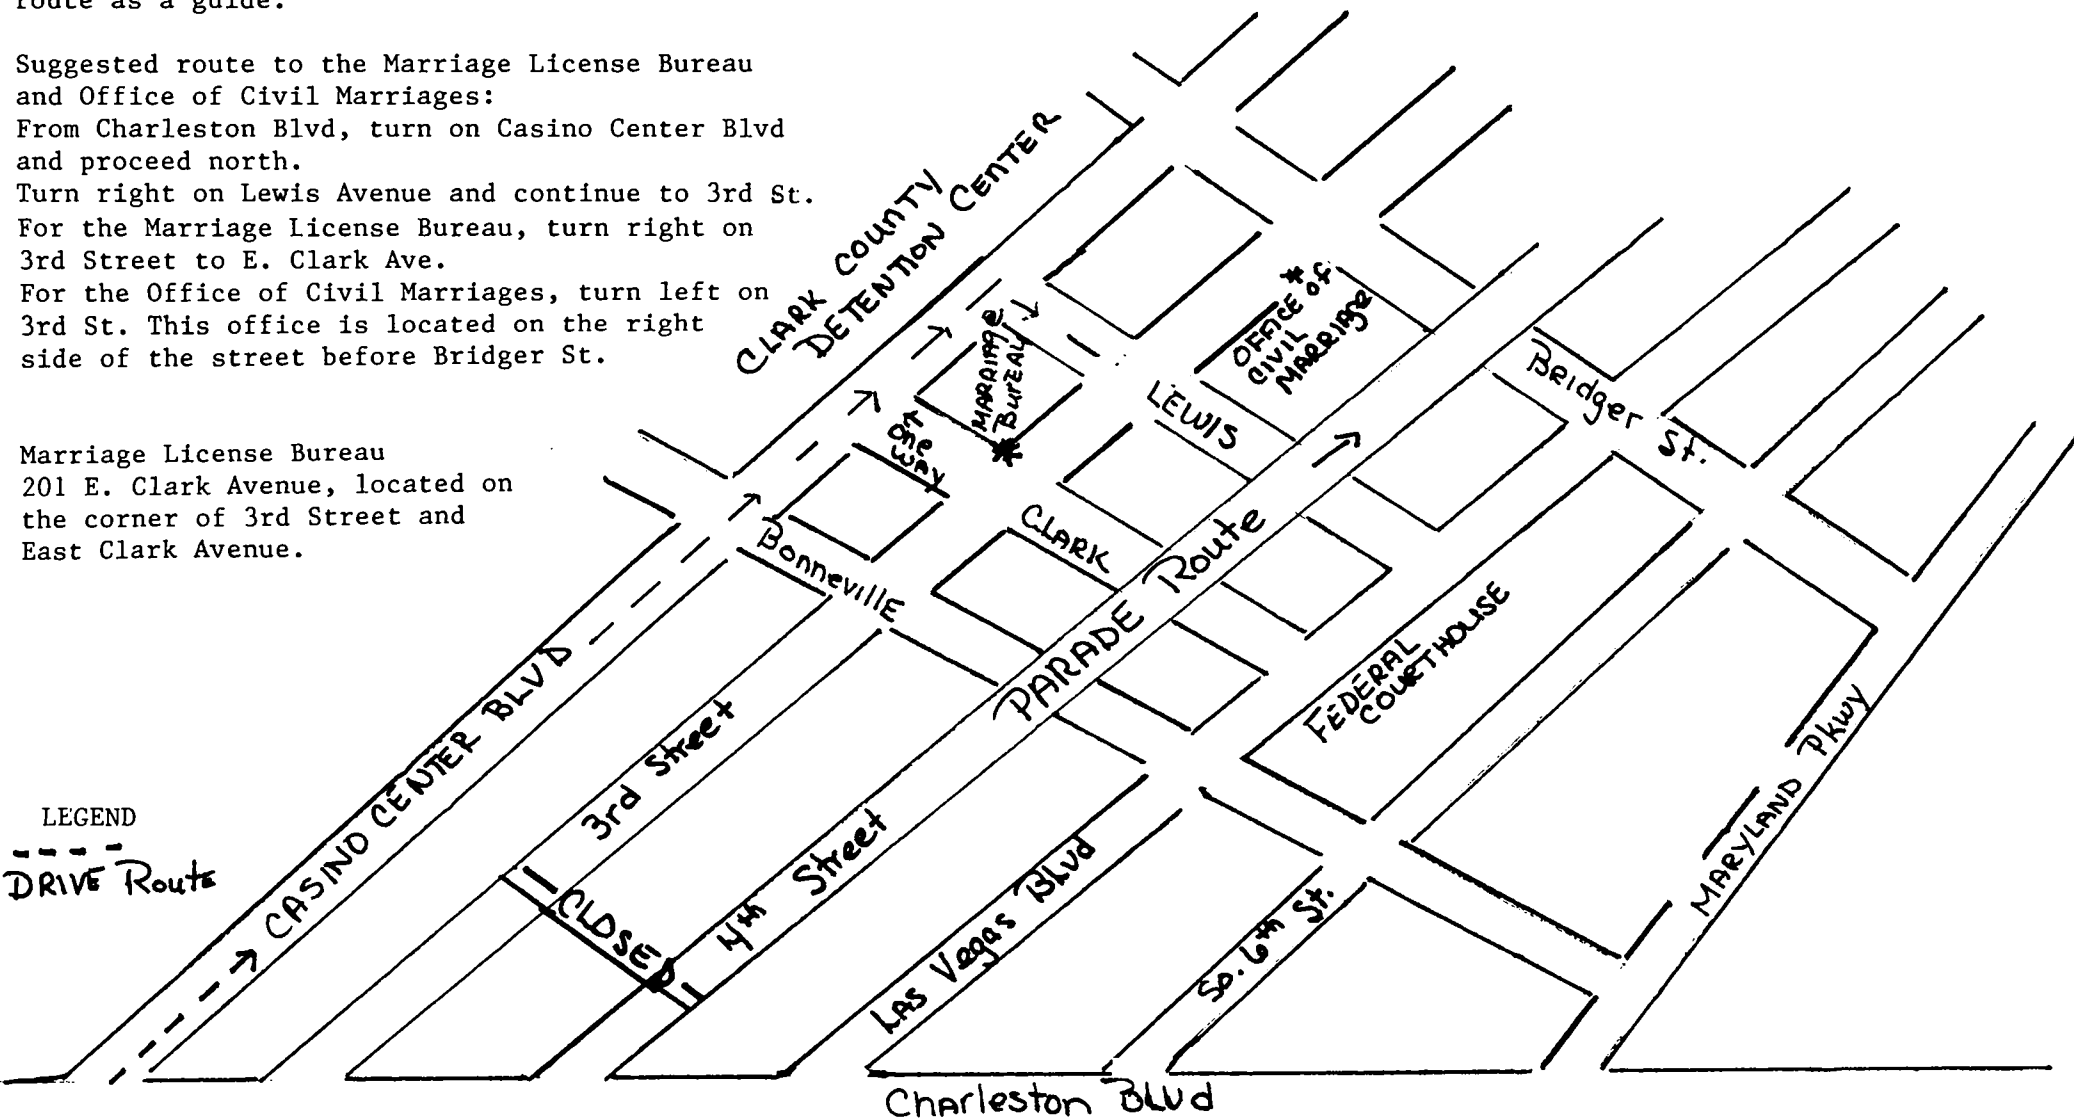 route as a guide.
Suggested route to the Marriage License Bureau
and Office of Civil Marriages:
From Charleston Blvd, turn on Casino Center Blvd
and proceed north.
Turn right on Lewis Avenue and continue to 3rd St.
For the Marriage License Bureau, turn right on
3rd Street to E. Clark Ave.
For the Office of Civil Marriages, turn left on
3rd St. This office is located on the right
side of the street before Bridger St.
Marriage License Bureau
201 E. Clark Avenue, located on
the corner of 3rd Street and
East Clark Avenue.
LEGEND
DRIVE Route
CLARK COUNTY
DETENTION CENTER
MARRIAGE
BUREAU
one
way
OFFICE of
CIVIL
MARRIAGE
LEWIS
Bridger St.
CLARK
Bonneville
PARADE Route
FEDERAL
COURTHOUSE
CASINO CENTER BLVD
3rd Street
CLOSED
4th Street
LAS Vegas Blvd
So. 6th St.
MARYLAND Pkwy
Charleston BLVd